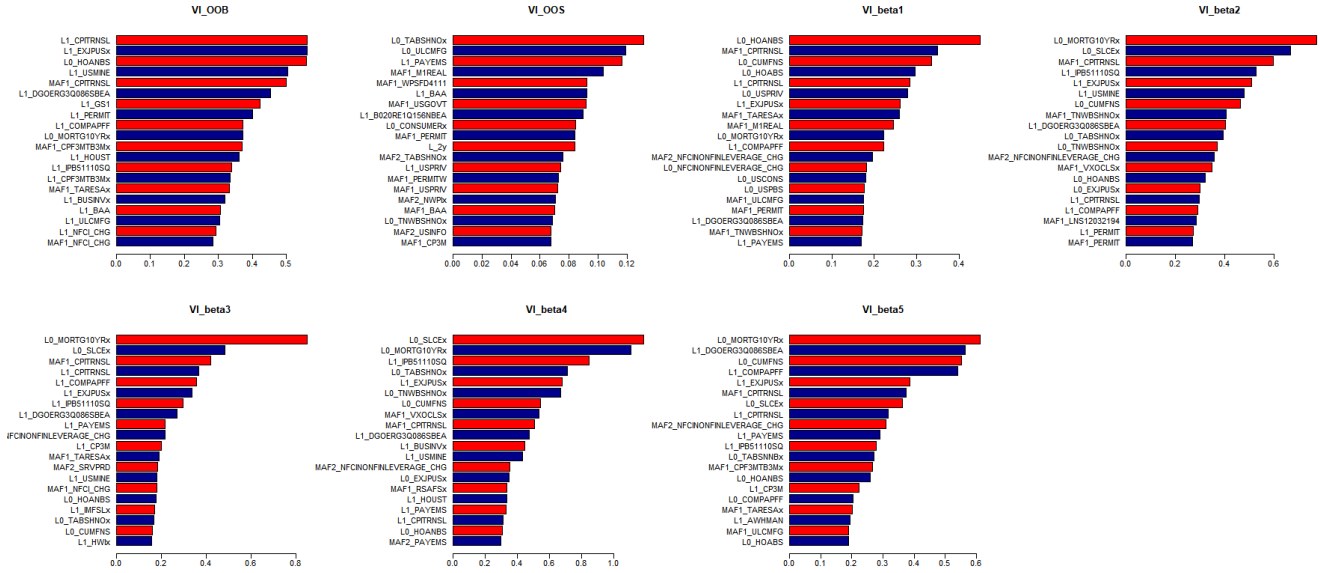 VI_OOB
L1_CPITRNSL
L1_EXJPUSx
L0_HOANBS
L1_USMINE
MAF1_CPITRNSL
L1_DGOERG3Q086SBEA
L1_GS1
L1_PERMIT
L1_COMPAPFF
L0_MORTG10YRx
MAF1_CPF3MTB3Mx
L1_HOUST
L1_IPB51110SQ
L1_CPF3MTB3Mx
MAF1_TARESAx
L1_BUSINVx
L1_BAA
L1_ULCMFG
L1_NFCI_CHG
MAF1_NFCI_CHG
0.0 0.1 0.2 0.3 0.4 0.5
VI_OOS
L0_TABSHNOx
L0_ULCMFG
L1_PAYEMS
MAF1_M1REAL
MAF1_WPSFD4111
L1_BAA
MAF1_USGOVT
L1_B020RE1Q156NBEA
L0_CONSUMERx
MAF1_PERMIT
L_2y
MAF2_TABSHNOx
L1_USPRIV
MAF1_PERMITW
MAF1_USPRIV
MAF2_NWPIx
MAF1_BAA
L0_TNWBSHNOx
MAF2_USINFO
MAF1_CP3M
0.00 0.02 0.04 0.06 0.08 0.10 0.12
VI_beta1
L0_HOANBS
MAF1_CPITRNSL
L0_CUMFNS
L0_HOABS
L1_CPITRNSL
L0_USPRIV
L1_EXJPUSx
MAF1_TARESAx
MAF1_M1REAL
L0_MORTG10YRx
L1_COMPAPFF
MAF2_NFCINONFINLEVERAGE_CHG
L0_NFCINONFINLEVERAGE_CHG
L0_USCONS
L0_USPBS
MAF1_ULCMFG
MAF1_PERMIT
L1_DGOERG3Q086SBEA
MAF1_TNWBSHNOx
L1_PAYEMS
0.0 0.1 0.2 0.3 0.4
VI_beta2
L0_MORTG10YRx
L0_SLCEx
MAF1_CPITRNSL
L1_IPB51110SQ
L1_EXJPUSx
L1_USMINE
L0_CUMFNS
MAF1_TNWBSHNOx
L1_DGOERG3Q086SBEA
L0_TABSHNOx
L0_TNWBSHNOx
MAF2_NFCINONFINLEVERAGE_CHG
MAF1_VXOCLSx
L0_HOANBS
L0_EXJPUSx
L1_CPITRNSL
L1_COMPAPFF
MAF1_LNS12032194
L1_PERMIT
MAF1_PERMIT
0.0 0.2 0.4 0.6
VI_beta3
L0_MORTG10YRx
L0_SLCEx
MAF1_CPITRNSL
L1_CPITRNSL
L1_COMPAPFF
L1_EXJPUSx
L1_IPB51110SQ
L1_DGOERG3Q086SBEA
L1_PAYEMS
NFCINONFINLEVERAGE_CHG
L1_CP3M
MAF1_TARESAx
MAF2_SRVPRD
L1_USMINE
MAF1_NFCI_CHG
L0_HOANBS
L1_IMFSLx
L0_TABSHNOx
L0_CUMFNS
L1_HWIx
0.0 0.2 0.4 0.6 0.8
VI_beta4
L0_SLCEx
L0_MORTG10YRx
L1_IPB51110SQ
L0_TABSHNOx
L1_EXJPUSx
L0_TNWBSHNOx
L0_CUMFNS
MAF1_VXOCLSx
MAF1_CPITRNSL
L1_DGOERG3Q086SBEA
L1_BUSINVx
L1_USMINE
MAF2_NFCINONFINLEVERAGE_CHG
L0_EXJPUSx
MAF1_RSAFSx
L1_HOUST
L1_PAYEMS
L1_CPITRNSL
L0_HOANBS
MAF2_PAYEMS
0.0 0.2 0.4 0.6 0.8 1.0
VI_beta5
L0_MORTG10YRx
L1_DGOERG3Q086SBEA
L0_CUMFNS
L1_COMPAPFF
L1_EXJPUSx
MAF1_CPITRNSL
L0_SLCEx
L1_CPITRNSL
MAF2_NFCINONFINLEVERAGE_CHG
L1_PAYEMS
L1_IPB51110SQ
L0_TABSNNBx
MAF1_CPF3MTB3Mx
L0_HOANBS
L1_CP3M
L0_COMPAPFF
MAF1_TARESAx
L1_AWHMAN
MAF1_ULCMFG
L0_HOABS
0.0 0.1 0.2 0.3 0.4 0.5 0.6